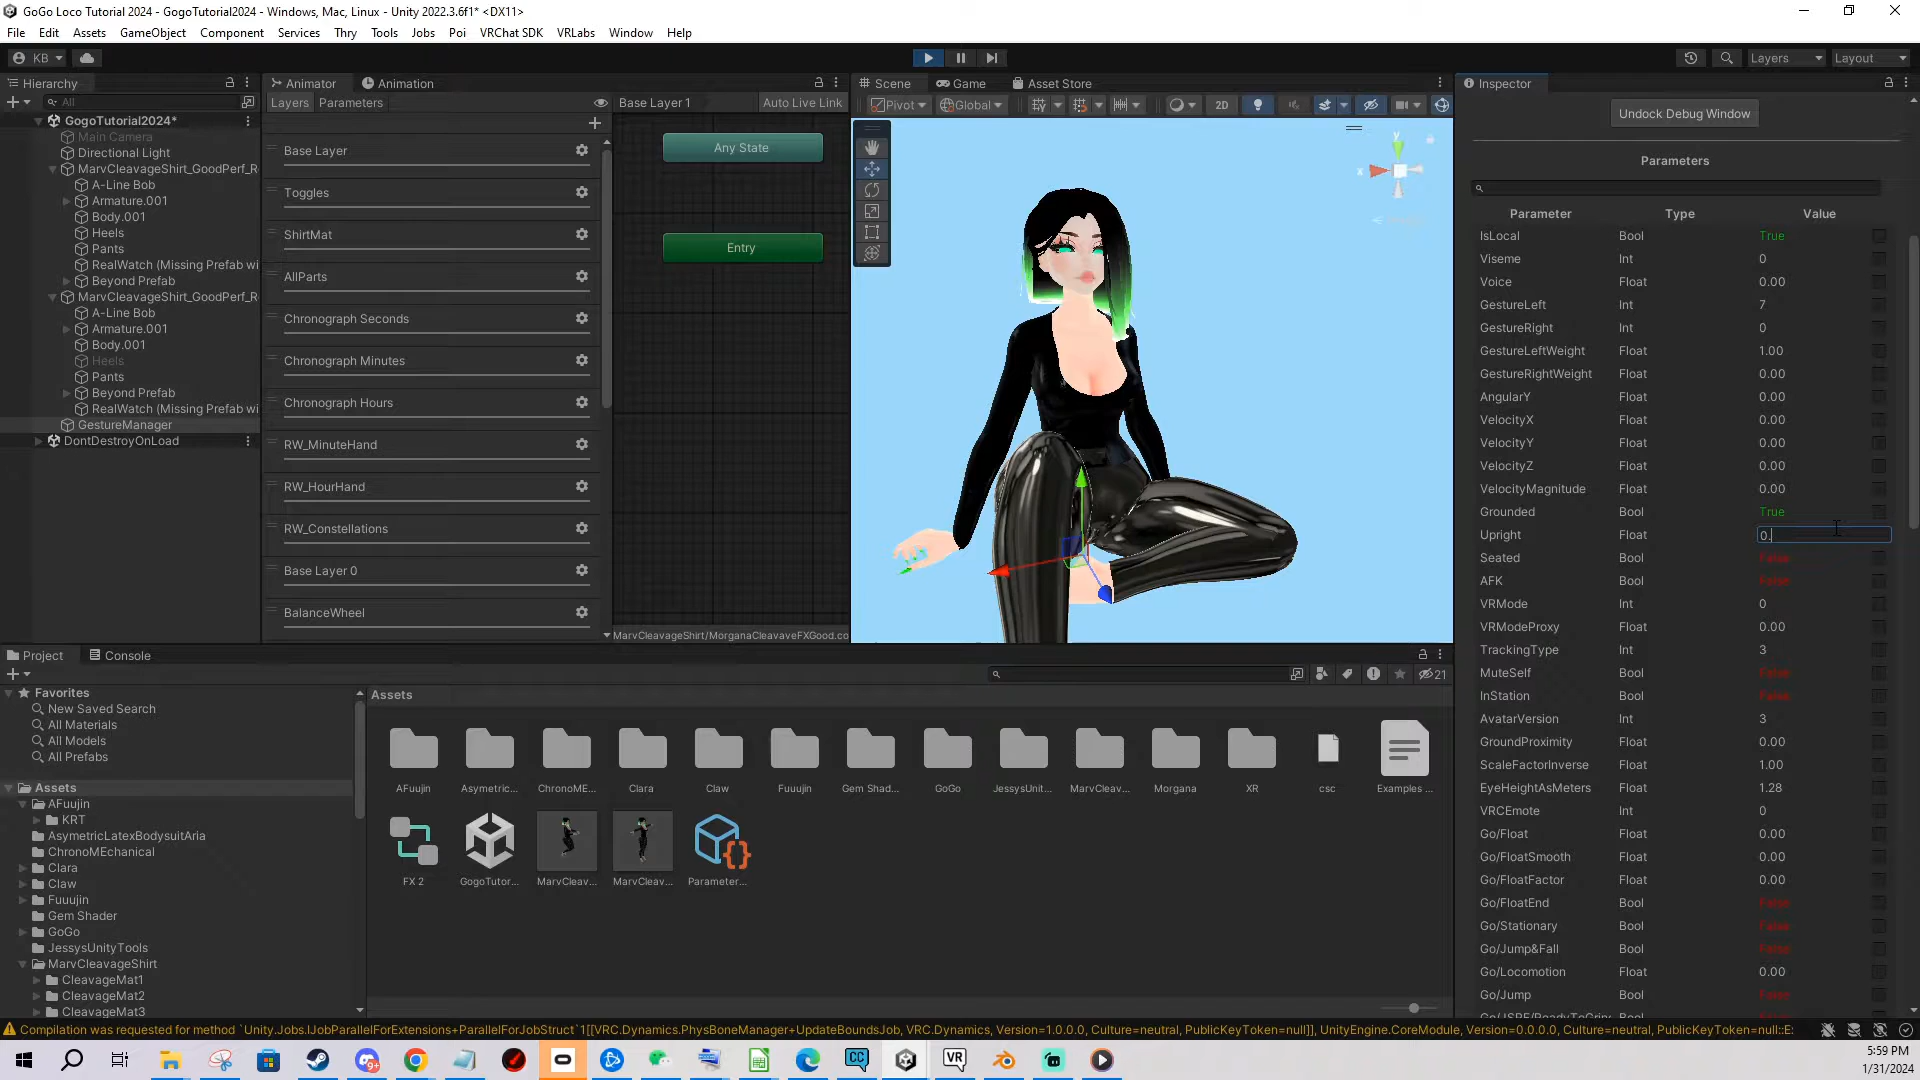 GoGo Loco Tutorial 2024 - GogoTutorial2024 - Windows, Mac, Linux - Unity 2022.3.6f1* <DX11>
File Edit Assets GameObject Component Services Thry Tools Jobs Poi VRChat SDK VRLabs Window Help
KB Layers Layout
Hierarchy
All
GogoTutorial2024*
Main Camera
Directional Light
MarvCleavageShirt_GoodPerf_R
A-Line Bob
Armature.001
Body.001
Heels
Pants
RealWatch (Missing Prefab wi
Beyond Prefab
MarvCleavageShirt_GoodPerf_R
A-Line Bob
Armature.001
Body.001
Heels
Pants
Beyond Prefab
RealWatch (Missing Prefab wi
GestureManager
DontDestroyOnLoad
Animator Animation
Layers Parameters Base Layer 1 Auto Live Link
Base Layer
Toggles
ShirtMat
AllParts
Chronograph Seconds
Chronograph Minutes
Chronograph Hours
RW_MinuteHand
RW_HourHand
RW_Constellations
Base Layer 0
BalanceWheel
Any State
Entry
MarvCleavageShirt/MorganaCleavaveFXGood.co
Scene Game Asset Store
Pivot Global 2D
y
x
Inspector
Undock Debug Window
Parameters
Parameter Type Value
IsLocal Bool True
Viseme Int 0
Voice Float 0.00
GestureLeft Int 7
GestureRight Int 0
GestureLeftWeight Float 1.00
GestureRightWeight Float 0.00
AngularY Float 0.00
VelocityX Float 0.00
VelocityY Float 0.00
VelocityZ Float 0.00
VelocityMagnitude Float 0.00
Grounded Bool True
Upright Float 0.
Seated Bool False
AFK Bool False
VRMode Int 0
VRModeProxy Float 0.00
TrackingType Int 3
MuteSelf Bool False
InStation Bool False
AvatarVersion Int 3
GroundProximity Float 0.00
ScaleFactorInverse Float 1.00
EyeHeightAsMeters Float 1.28
VRCEmote Int 0
Go/Float Float 0.00
Go/FloatSmooth Float 0.00
Go/FloatFactor Float 0.00
Go/FloatEnd Bool False
Go/Stationary Bool False
Go/Jump&Fall Bool False
Go/Locomotion Float 0.00
Go/Jump Bool False
Project Console
21
Favorites
New Saved Search
All Materials
All Models
All Prefabs
Assets
AFuujin
KRT
AsymetricLatexBodysuitAria
ChronoMEchanical
Clara
Claw
Fuuujin
Gem Shader
GoGo
JessysUnityTools
MarvCleavageShirt
CleavageMat1
CleavageMat2
CleavageMat3
Assets
AFuujin Asymetric... ChronoME... Clara Claw Fuuujin Gem Shad... GoGo JessysUnit... MarvCleav... Morgana XR csc Examples ...
FX 2 GogoTutor... MarvCleav... MarvCleav... Parameter...
Compilation was requested for method `Unity.Jobs.IJobParallelForExtensions+ParallelForJobStruct`1[[VRC.Dynamics.PhysBoneManager+UpdateBoundsJob, VRC.Dynamics, Version=1.0.0.0, Culture=neutral, PublicKeyToken=null]], UnityEngine.CoreModule, Version=0.0.0.0, Culture=neutral, PublicKeyToken=null::Ex
9+
CC
VR
5:59 PM
1/31/2024